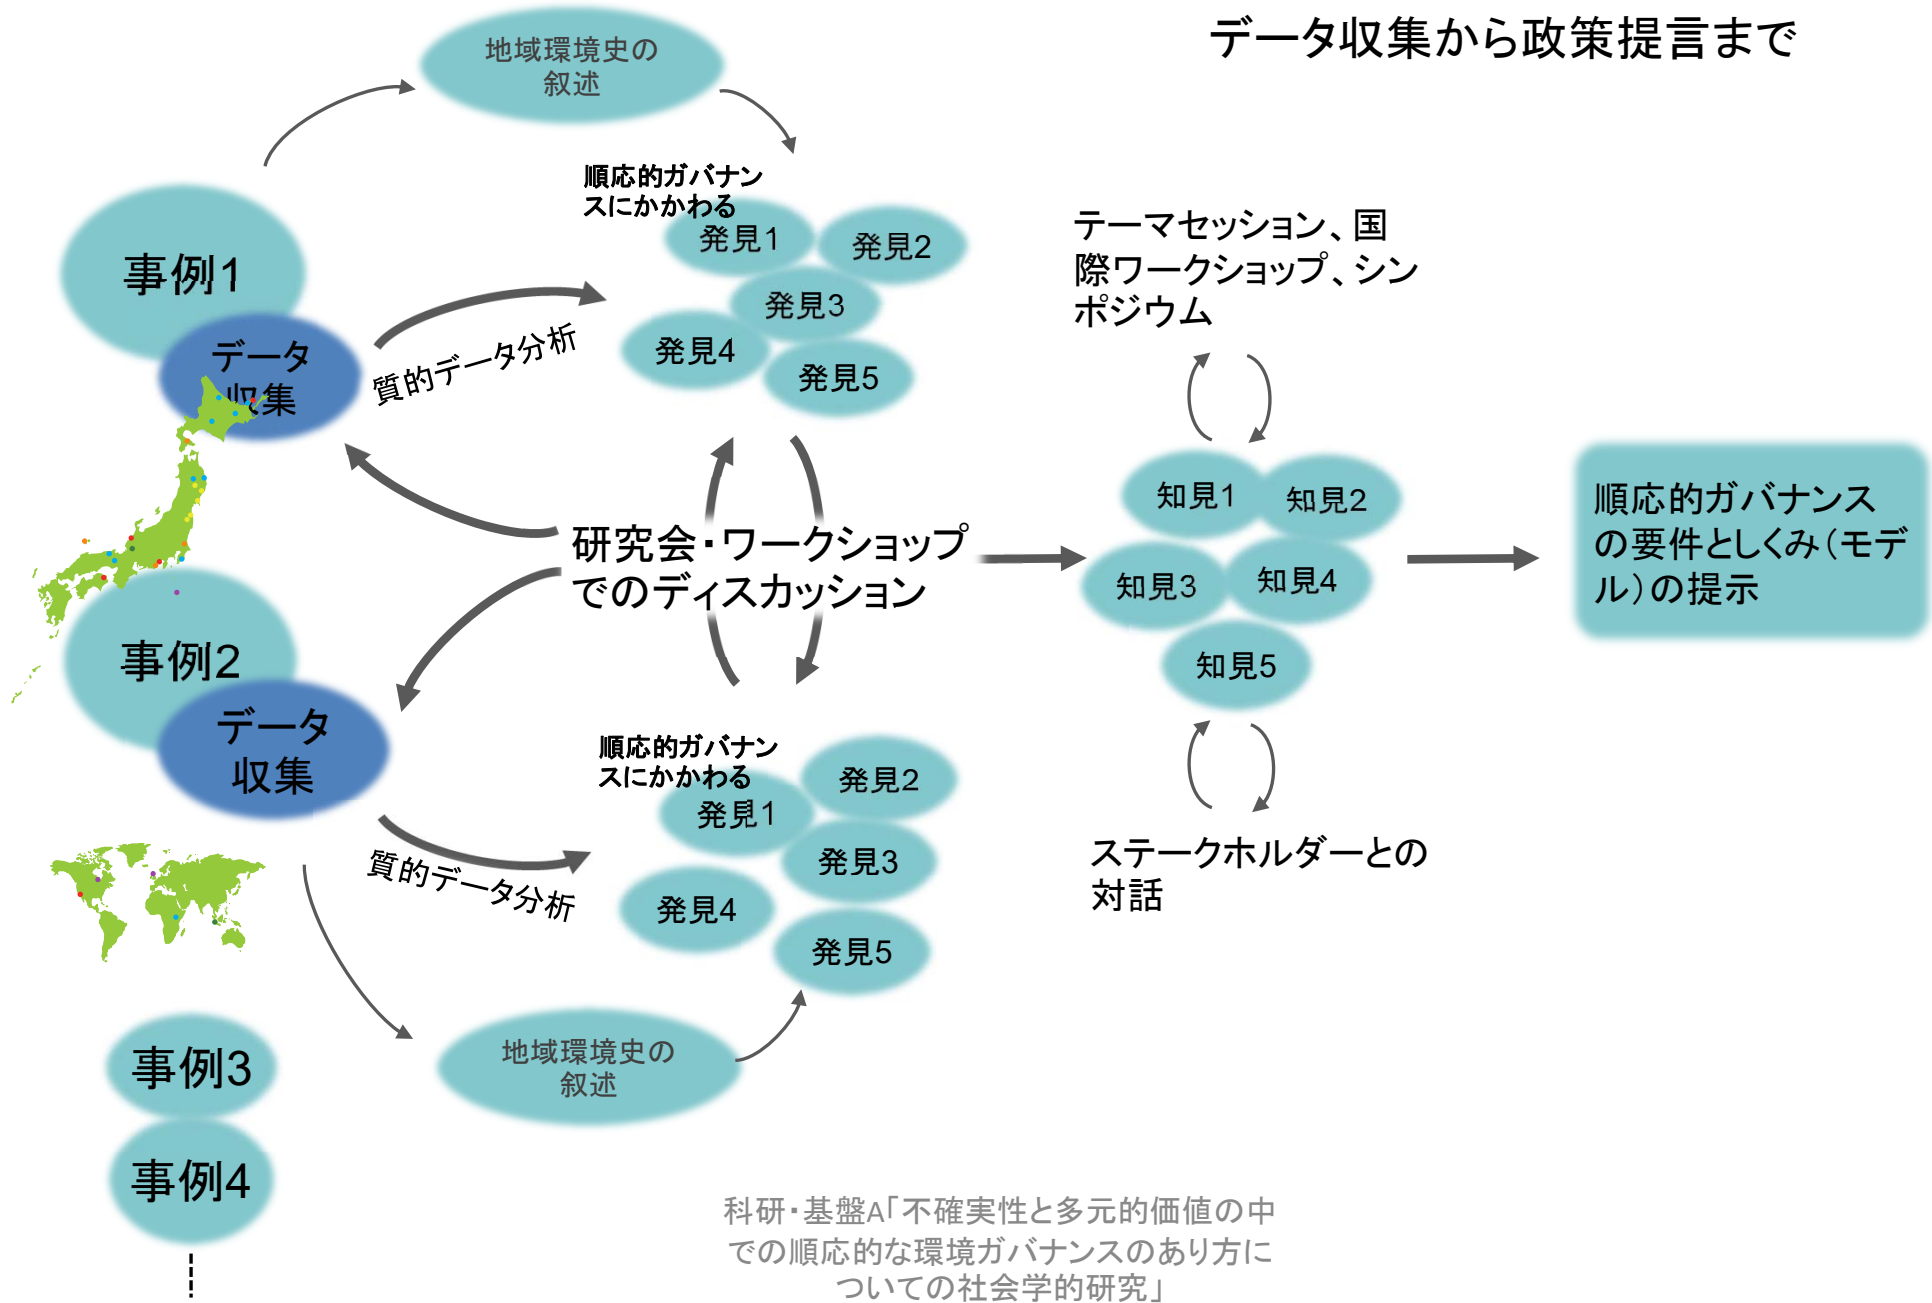 データ収集から政策提言まで
地域環境史の
叙述
順応的ガバナン
スにかかわる
発見1
発見2
発見3
発見4
発見5
事例1
データ
収集
質的データ分析
テーマセッション、国
際ワークショップ、シン
ポジウム
研究会・ワークショップ
でのディスカッション
知見1
知見2
知見3
知見4
知見5
順応的ガバナンス
の要件としくみ（モデ
ル）の提示
事例2
データ
収集
質的データ分析
順応的ガバナン
スにかかわる
発見1
発見2
発見3
発見4
発見5
ステークホルダーとの
対話
地域環境史の
叙述
事例3
事例4
科研・基盤A「不確実性と多元的価値の中
での順応的な環境ガバナンスのあり方に
ついての社会学的研究」